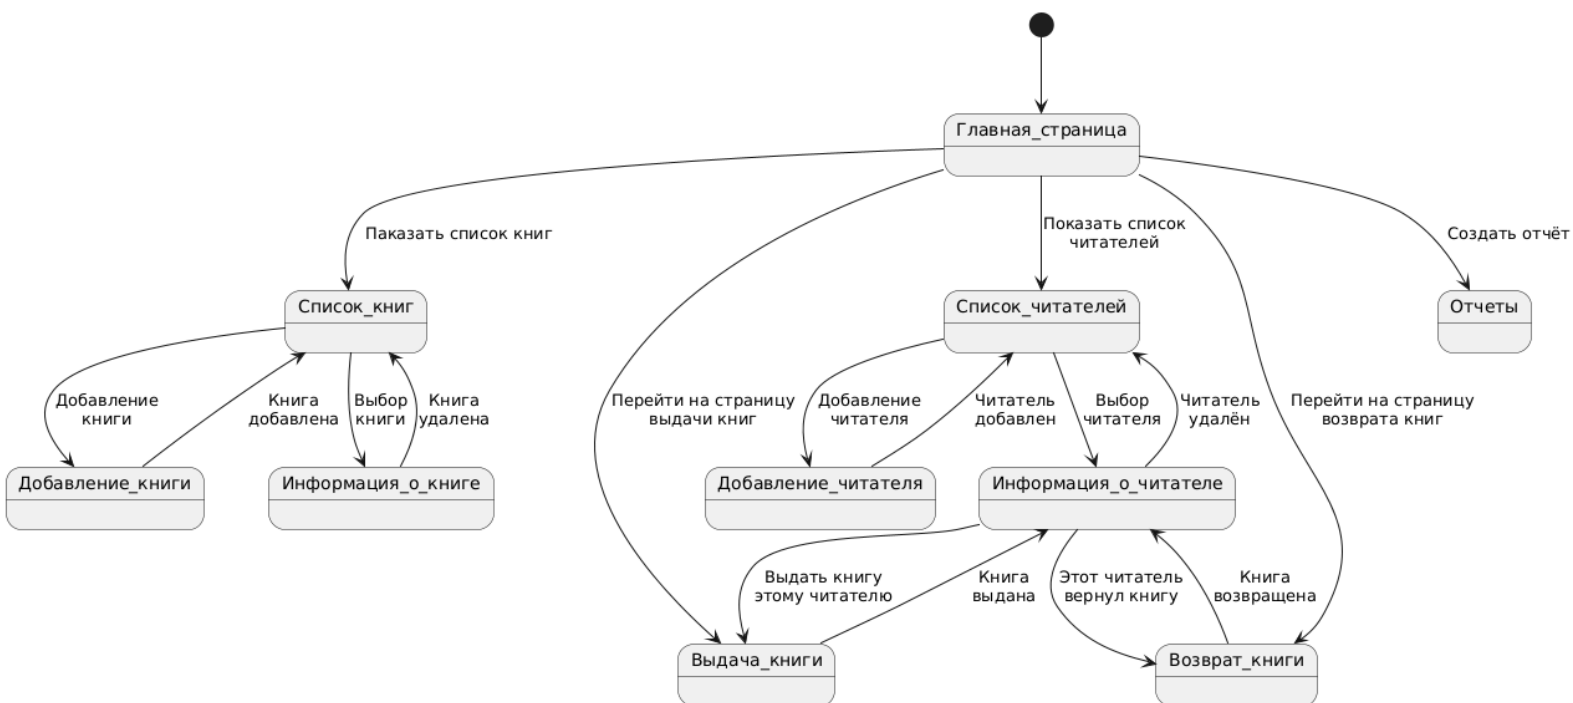 Главная_страница
Паказать список книг
Показать список
читателей
Создать отчёт
Список_книг
Список_читателей
Отчеты
Добавление
книги
Книга
добавлена
Выбор
книги
Книга
удалена
Перейти на страницу
выдачи книг
Добавление
читателя
Читатель
добавлен
Выбор
читателя
Читатель
удалён
Перейти на страницу
возврата книг
Добавление_книги
Информация_о_книге
Добавление_читателя
Информация_о_читателе
Выдать книгу
этому читателю
Книга
выдана
Этот читатель
вернул книгу
Книга
возвращена
Выдача_книги
Возврат_книги